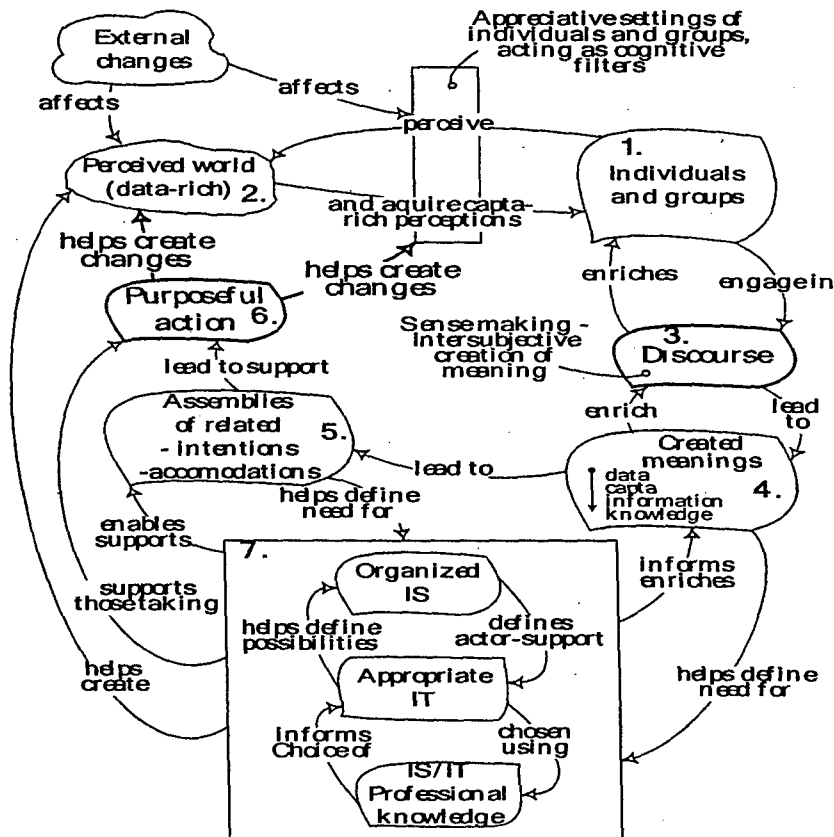 External
changes
Appreciative settings of
individuals and groups,
acting as cognitive
filters
affects
affects
perceive
Perceived world
(data-rich) 2.
1.
Individuals
and groups
and aquire capta-
rich perceptions
helps create
changes
helps create
changes
enriches
engage in
Purposeful
action 6.
Sensemaking -
Intersubjective
creation of
meaning
3.
Discourse
lead to support
enrich
lead
to
Assemblies
of related
- intentions
-accomodations
5.
lead to
Created
meanings
data
capta
information
knowledge
4.
helps define
need for
enables
supports
7.
informs
enriches
Organized
IS
supports
those taking
helps define
possibilities
defines
actor-support
helps
create
Appropriate
IT
helps define
need for
informs
Choice of
chosen
using
IS/IT
Professional
knowledge